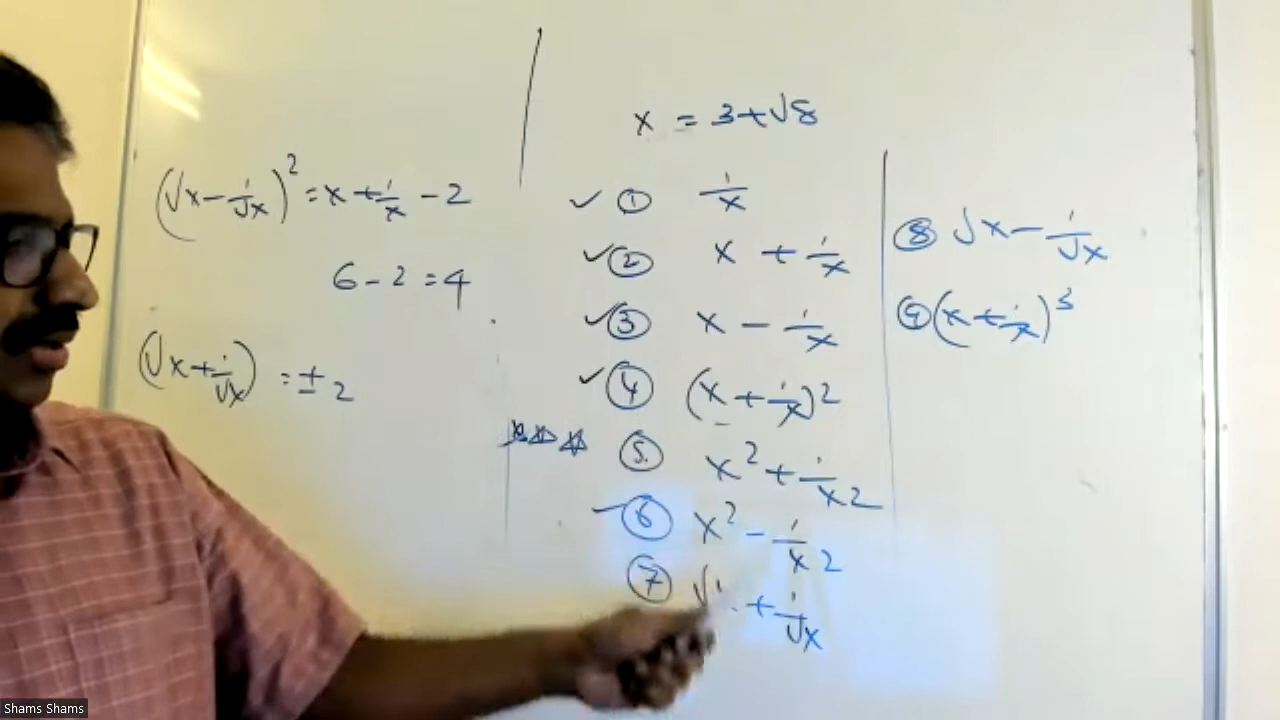 (√x - 1/√x)² = x + 1/x - 2
6 - 2 = 4
(√x + 1/√x) = ± 2
x = 3 + √8
✓ ① 1/x
✓ ② x + 1/x
✓ ③ x - 1/x
✓ ④ (x + 1/x)²
⑤ x² + 1/x²
✓ ⑥ x² - 1/x²
⑦ + 1/√x
⑧ √x - 1/√x
⑨ (x + 1/x)³
Shams Shams